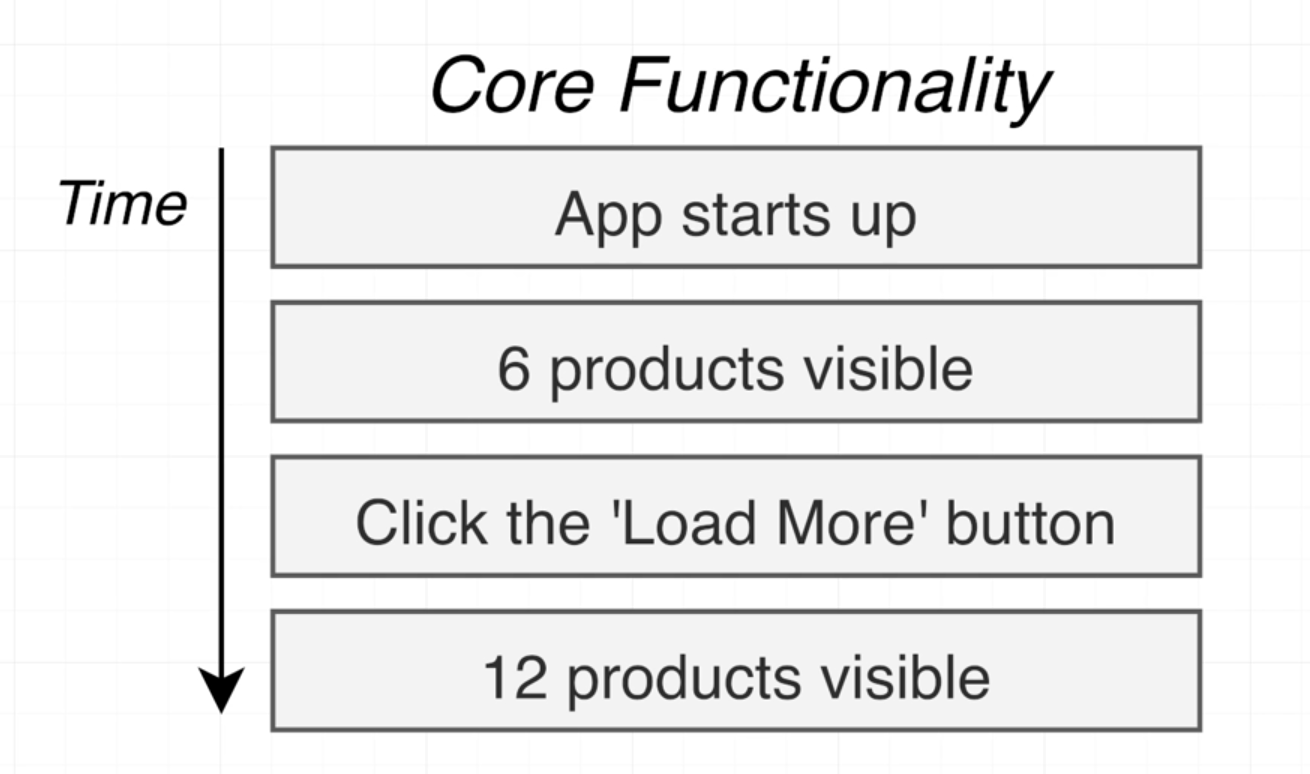 Core Functionality
Time
App starts up
6 products visible
Click the 'Load More' button
12 products visible